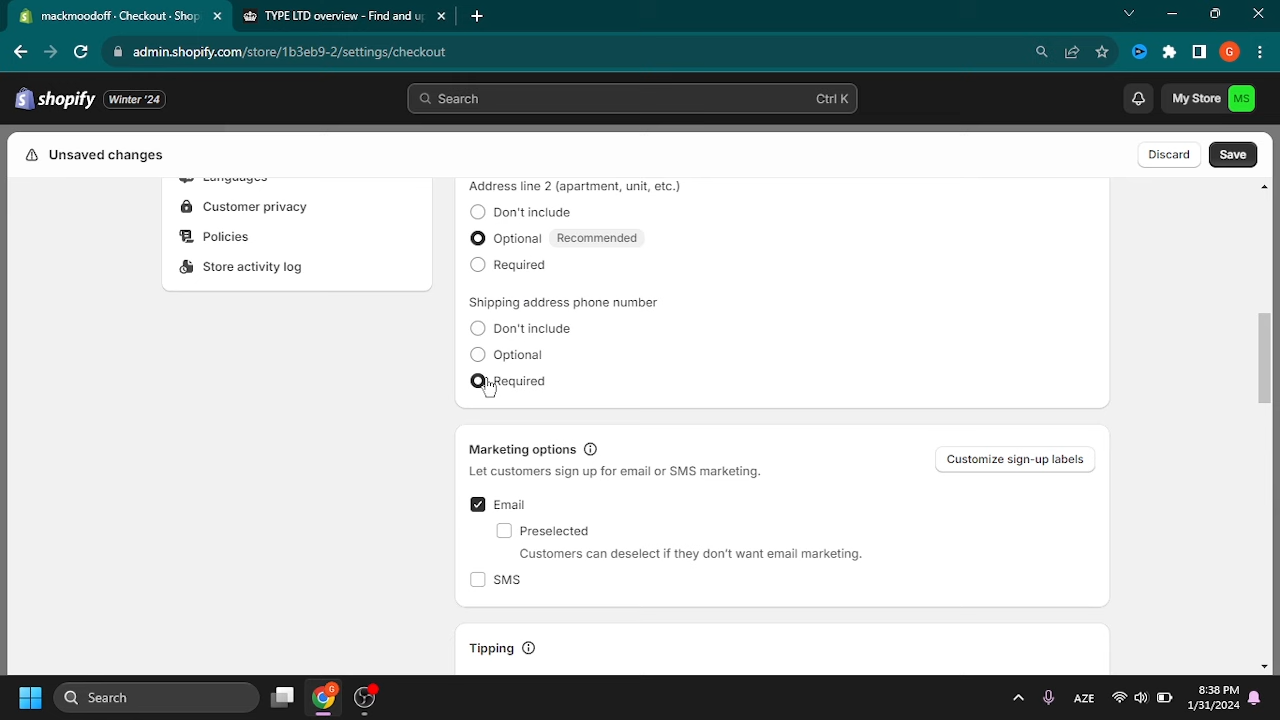 macmoodoff - Checkout · Shop
TYPE LTD overview - Find and up
admin.shopify.com/store/1b3eb9-2/settings/checkout
G
shopify Winter '24
Search Ctrl K
My Store MS
Unsaved changes
Discard Save
Languages
Customer privacy
Policies
Store activity log
Address line 2 (apartment, unit, etc.)
Don't include
Optional Recommended
Required
Shipping address phone number
Don't include
Optional
Required
Marketing options
Let customers sign up for email or SMS marketing.
Customize sign-up labels
Email
Preselected
Customers can deselect if they don't want email marketing.
SMS
Tipping
Search
G
AZE
8:38 PM
1/31/2024